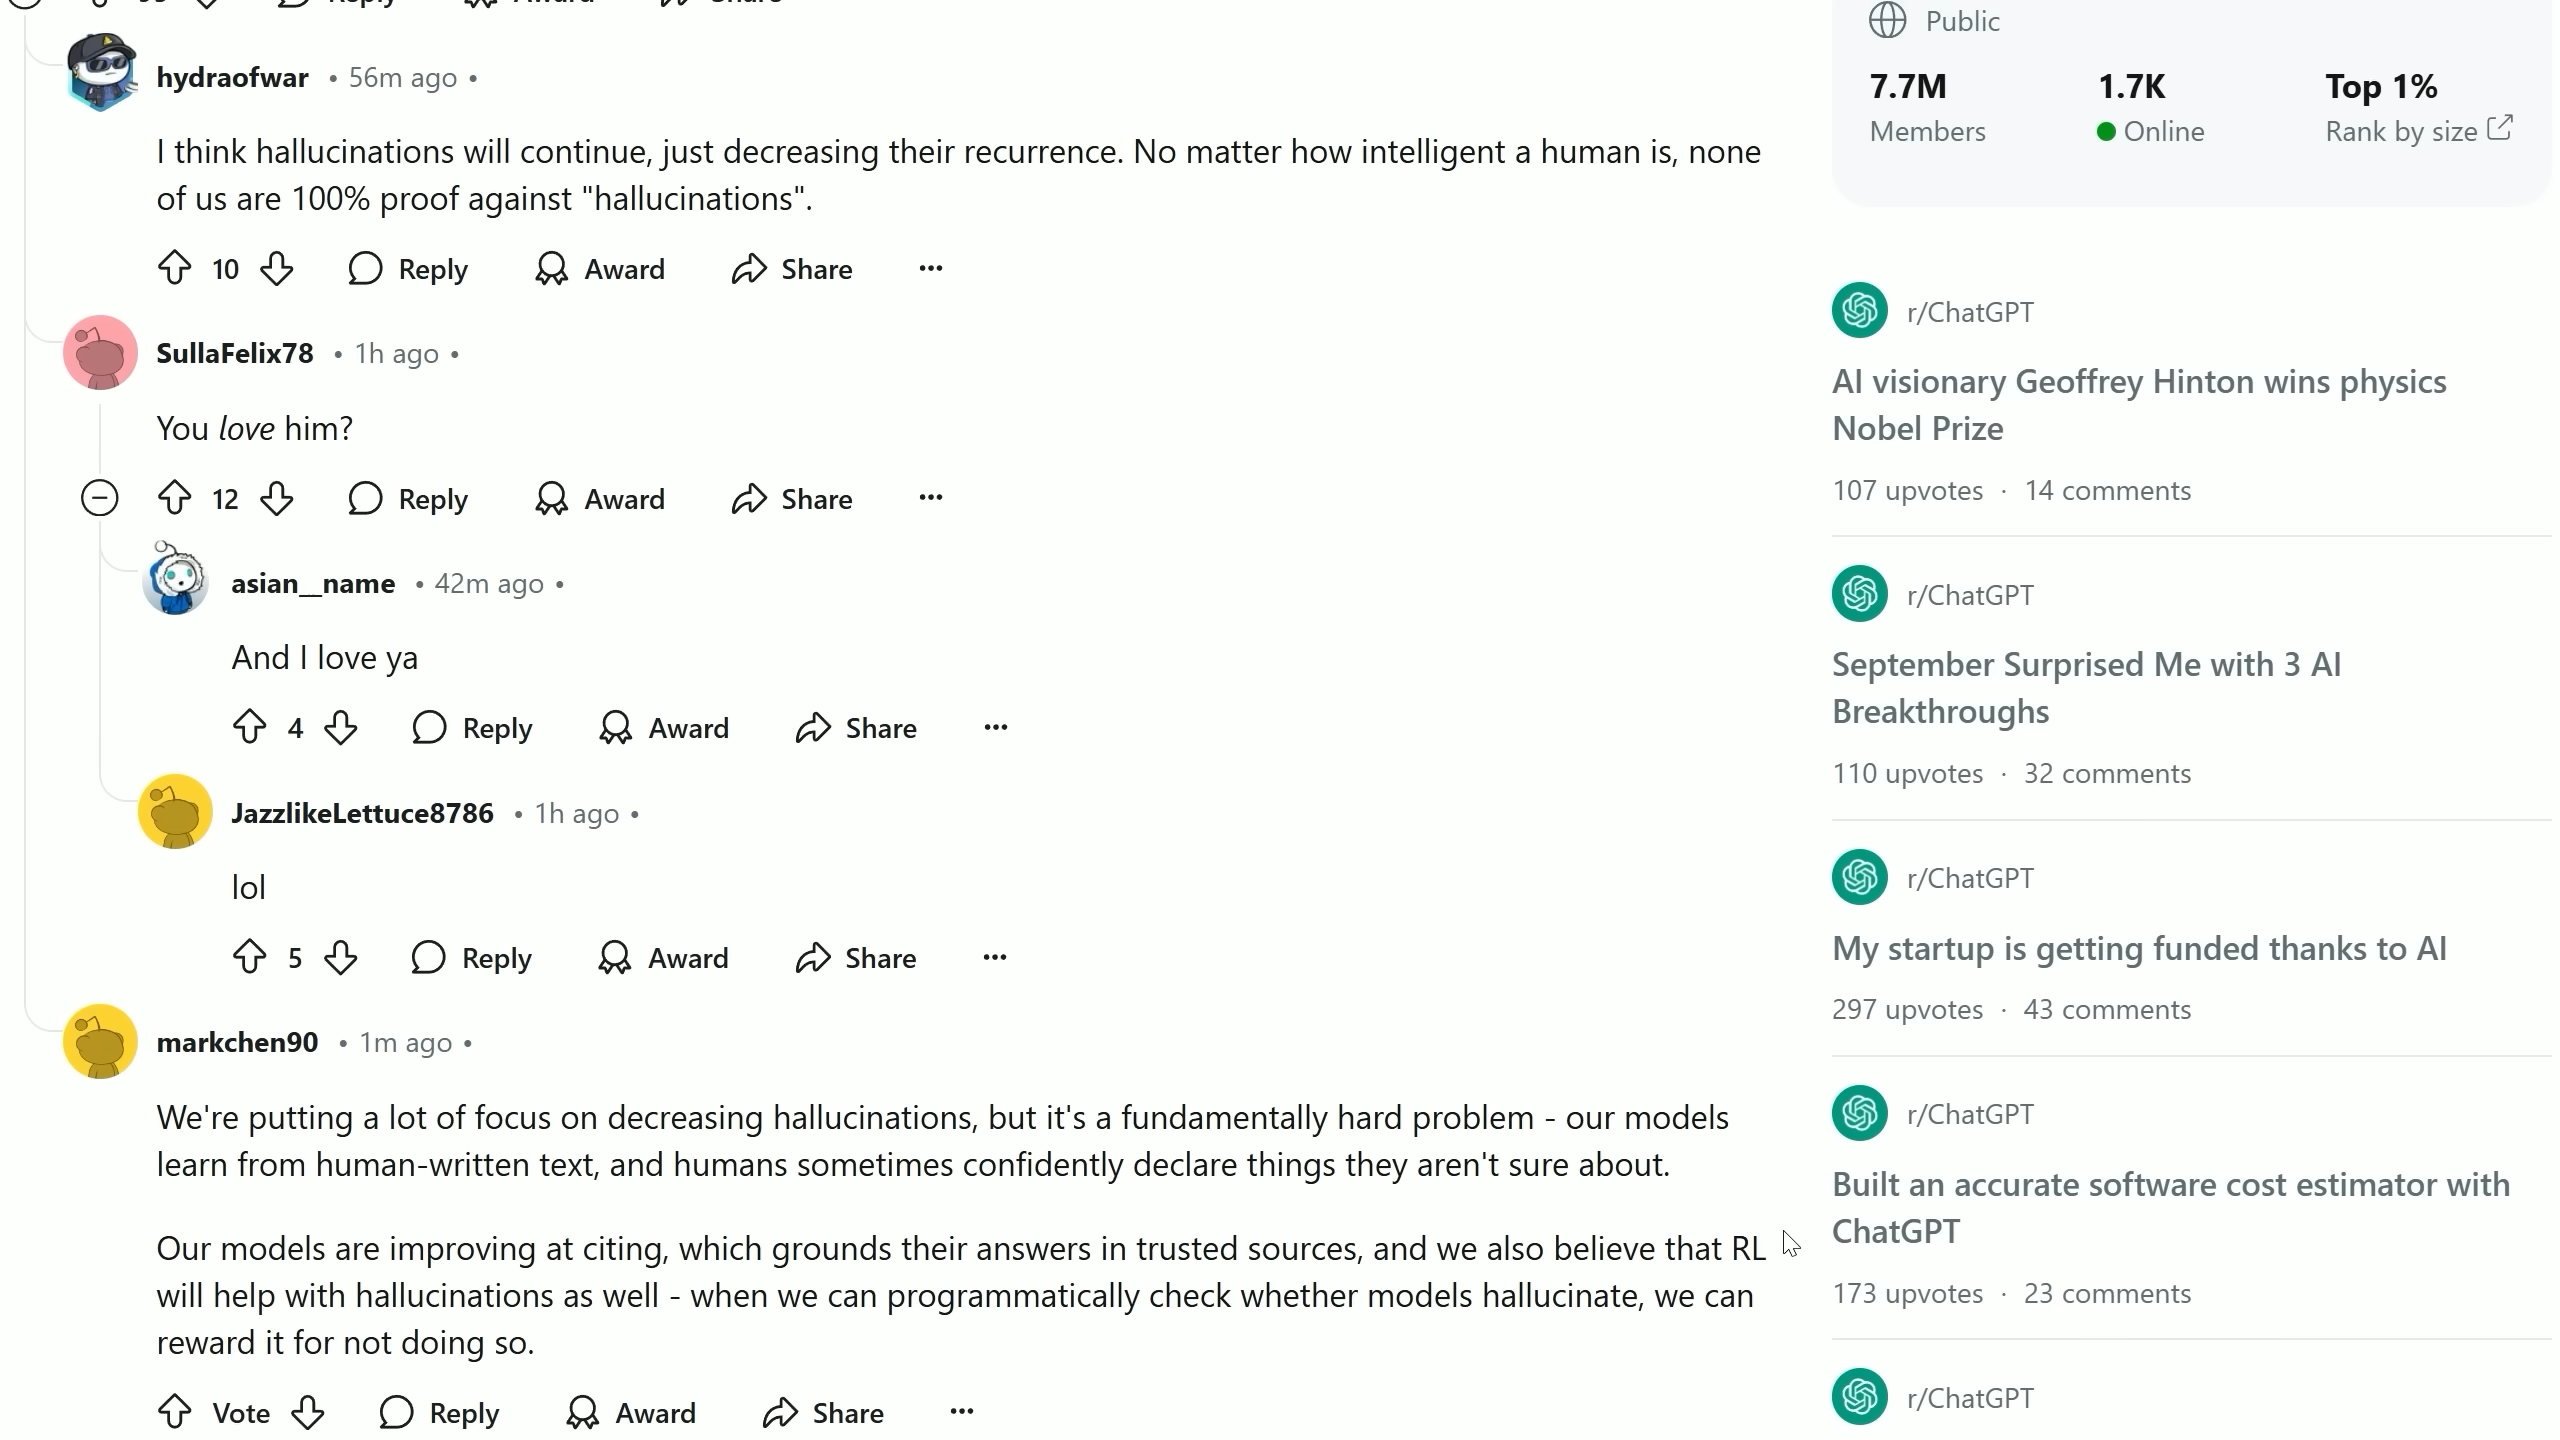 Reply Award Share
hydraofwar • 56m ago •
I think hallucinations will continue, just decreasing their recurrence. No matter how intelligent a human is, none
of us are 100% proof against "hallucinations".
10 Reply Award Share ...
SullaFelix78 • 1h ago •
You love him?
12 Reply Award Share ...
asian__name • 42m ago •
And I love ya
4 Reply Award Share ...
JazzlikeLettuce8786 • 1h ago •
lol
5 Reply Award Share ...
markchen90 • 1m ago •
We're putting a lot of focus on decreasing hallucinations, but it's a fundamentally hard problem - our models
learn from human-written text, and humans sometimes confidently declare things they aren't sure about.
Our models are improving at citing, which grounds their answers in trusted sources, and we also believe that RL
will help with hallucinations as well - when we can programmatically check whether models hallucinate, we can
reward it for not doing so.
Vote Reply Award Share ...
Public
7.7M 1.7K Top 1%
Members Online Rank by size
r/ChatGPT
AI visionary Geoffrey Hinton wins physics
Nobel Prize
107 upvotes · 14 comments
r/ChatGPT
September Surprised Me with 3 AI
Breakthroughs
110 upvotes · 32 comments
r/ChatGPT
My startup is getting funded thanks to AI
297 upvotes · 43 comments
r/ChatGPT
Built an accurate software cost estimator with
ChatGPT
173 upvotes · 23 comments
r/ChatGPT